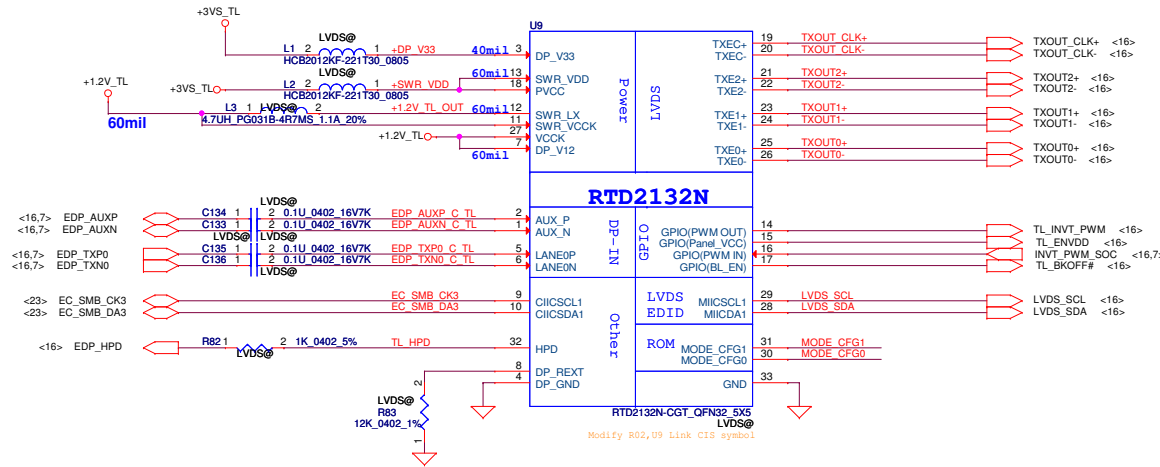 +3VS_TL
U9
LVDS@
L1 2 1 +DP_V33 40mil 3 DP_V33
HCB2012KF-221T30_0805
LVDS@
L2 2 1 +SWR_VDD 60mil 13 SWR_VDD
+3VS_TL 18 PVCC
HCB2012KF-221T30_0805
+1.2V_TL
L3 1 LVDS@ 2 +1.2V_TL_OUT 60mil 12 SWR_LX
60mil 4.7UH_PG031B-4R7MS_1.1A_20% 11 SWR_VCCK
+1.2V_TL 27 VCCK
60mil 7 DP_V12
Power
LVDS
TXEC+ 19 TXOUT_CLK+ TXOUT_CLK+ <16>
TXEC- 20 TXOUT_CLK- TXOUT_CLK- <16>
TXE2+ 21 TXOUT2+ TXOUT2+ <16>
TXE2- 22 TXOUT2- TXOUT2- <16>
TXE1+ 23 TXOUT1+ TXOUT1+ <16>
TXE1- 24 TXOUT1- TXOUT1- <16>
TXE0+ 25 TXOUT0+ TXOUT0+ <16>
TXE0- 26 TXOUT0- TXOUT0- <16>
RTD2132N
LVDS@
<16,7> EDP_AUXP C134 1 2 0.1U_0402_16V7K EDP_AUXP_C_TL 2 AUX_P
<16,7> EDP_AUXN C133 1 2 0.1U_0402_16V7K EDP_AUXN_C_TL 1 AUX_N
LVDS@ LVDS@
<16,7> EDP_TXP0 C135 1 2 0.1U_0402_16V7K EDP_TXP0_C_TL 5 LANE0P
<16,7> EDP_TXN0 C136 1 2 0.1U_0402_16V7K EDP_TXN0_C_TL 6 LANE0N
LVDS@
DP-IN
GPIO
GPIO(PWM OUT) 14 TL_INVT_PWM <16>
GPIO(Panel_VCC) 15 TL_ENVDD <16>
GPIO(PWM IN) 16 INVT_PWM_SOC <16,7>
GPIO(BL_EN) 17 TL_BKOFF# <16>
<23> EC_SMB_CK3 EC_SMB_CK3 9 CIICSCL1
<23> EC_SMB_DA3 EC_SMB_DA3 10 CIICSDA1
Other
LVDS
EDID
MIICSCL1 29 LVDS_SCL LVDS_SCL <16>
MIICDA1 28 LVDS_SDA LVDS_SDA <16>
<16> EDP_HPD R82 1 2 1K_0402_5% TL_HPD 32 HPD
LVDS@
ROM
MODE_CFG1 31 MODE_CFG1
MODE_CFG0 30 MODE_CFG0
8 DP_REXT
4 DP_GND
GND 33
2
LVDS@
R83
12K_0402_1%
1
RTD2132N-CGT_QFN32_5X5
LVDS@
Modify R02,U9 Link CIS symbol